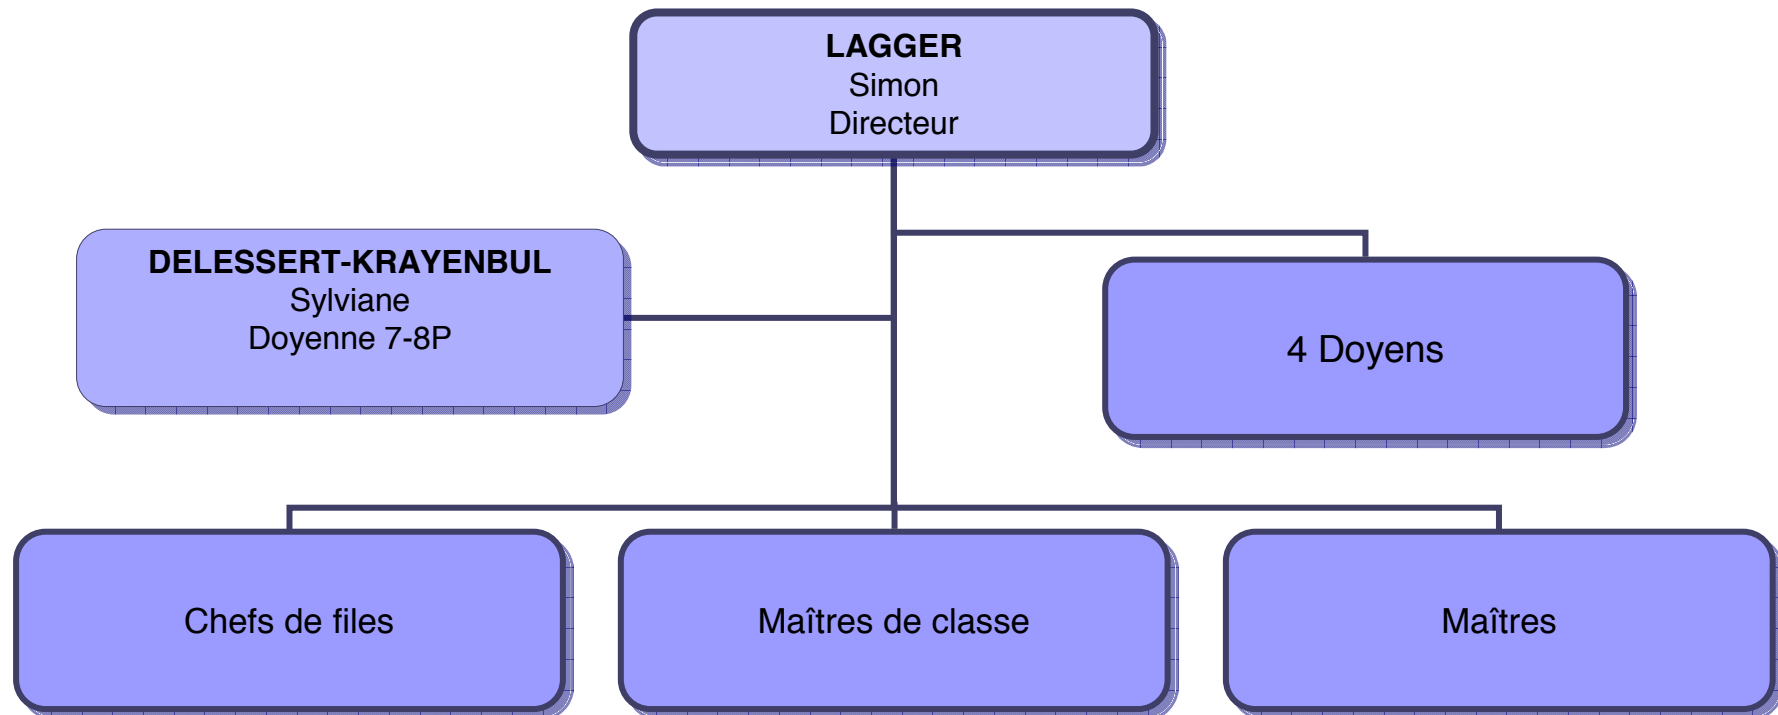 LAGGER
Simon
Directeur
DELESSERT-KRAYENBUL
Sylviane
Doyenne 7-8P
4 Doyens
Chefs de files
Maîtres de classe
Maîtres